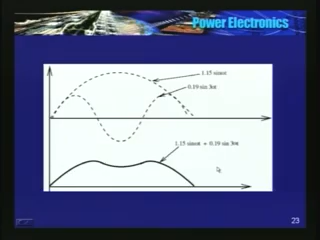 Power Electronics
1.15 sinωt
0.19 sin 3ωt
1.15 sinωt + 0.19 sin 3ωt
23